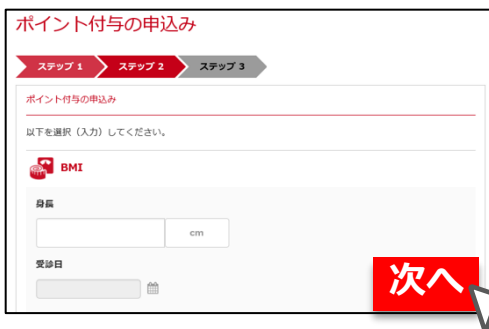 ポイント付与の申込み
ステップ 1 ステップ 2 ステップ 3
ポイント付与の申込み
以下を選択（入力）してください。
BMI
身長
cm
受診日
次へ